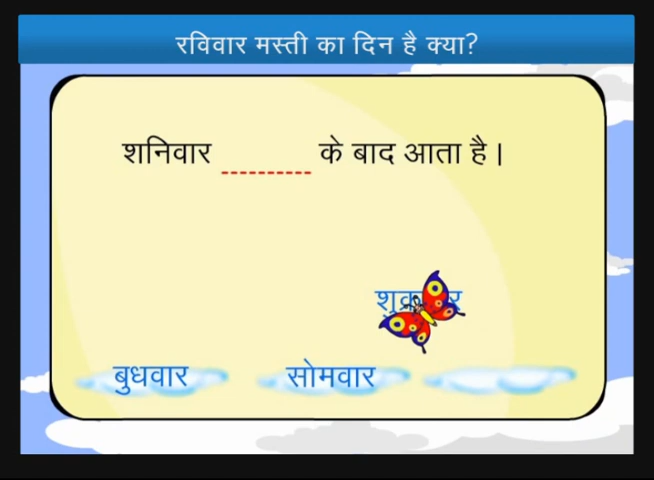 रविवार मस्ती का दिन है क्या?
शनिवार ---------- के बाद आता है।
बुधवार सोमवार